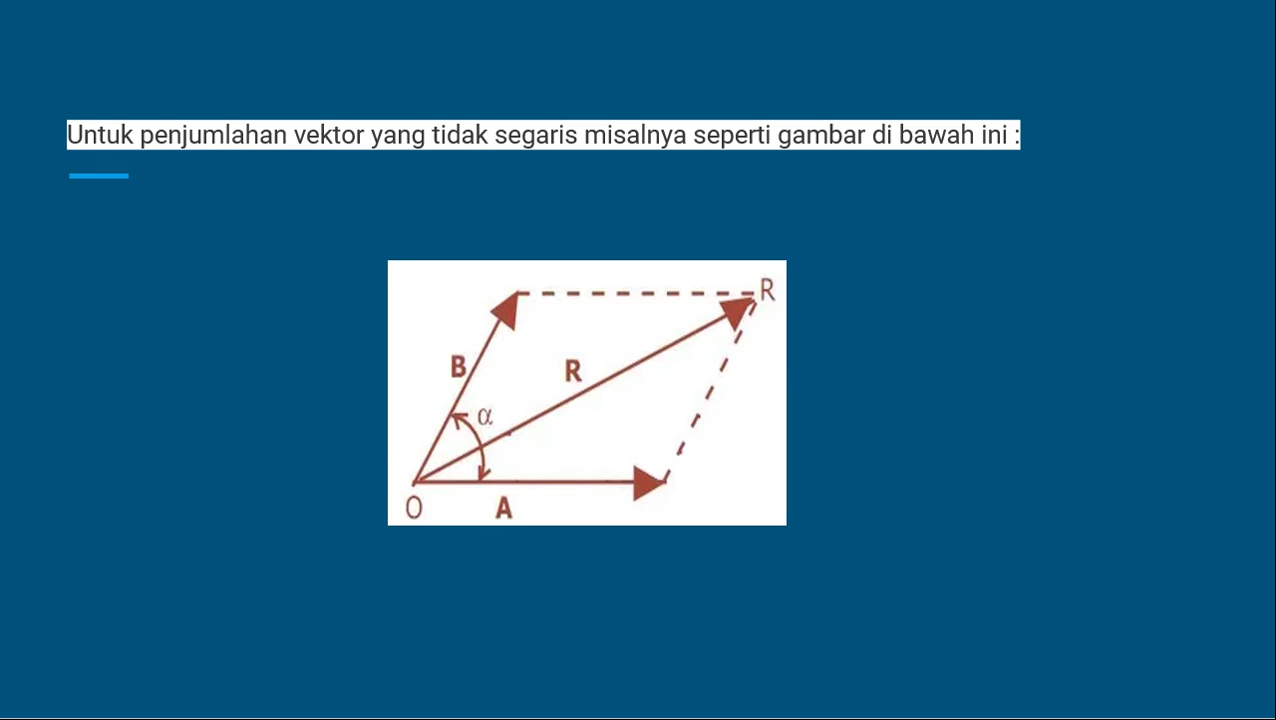 Untuk penjumlahan vektor yang tidak segaris misalnya seperti gambar di bawah ini :
R
B
R
α
O
A